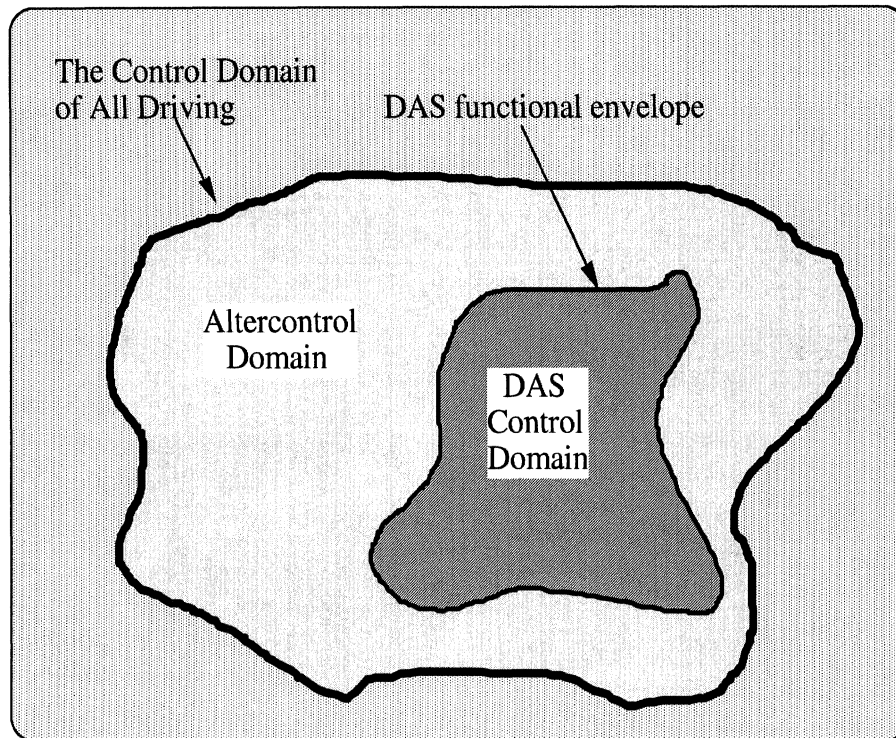 The Control Domain
of All Driving
DAS functional envelope
Altercontrol
Domain
DAS
Control
Domain